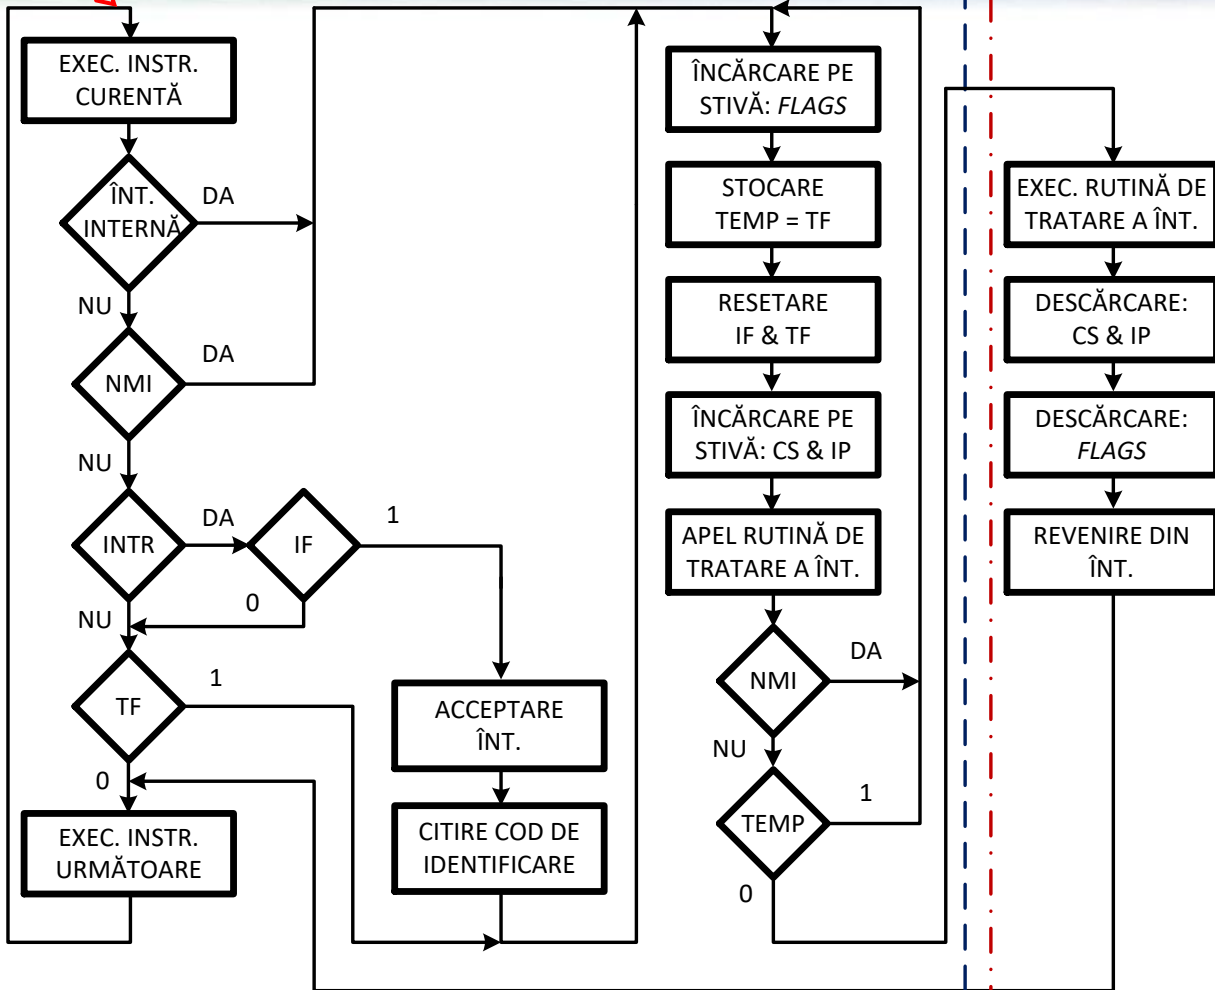 EXEC. INSTR.
CURENTĂ
ÎNT.
INTERNĂ
DA
NU
NMI
DA
NU
INTR
DA
IF
1
0
NU
TF
1
0
EXEC. INSTR.
URMĂTOARE
ACCEPTARE
ÎNT.
CITIRE COD DE
IDENTIFICARE
ÎNCĂRCARE PE
STIVĂ: FLAGS
STOCARE
TEMP = TF
RESETARE
IF & TF
ÎNCĂRCARE PE
STIVĂ: CS & IP
APEL RUTINĂ DE
TRATARE A ÎNT.
NMI
DA
NU
TEMP
1
0
EXEC. RUTINĂ DE
TRATARE A ÎNT.
DESCĂRCARE:
CS & IP
DESCĂRCARE:
FLAGS
REVENIRE DIN
ÎNT.